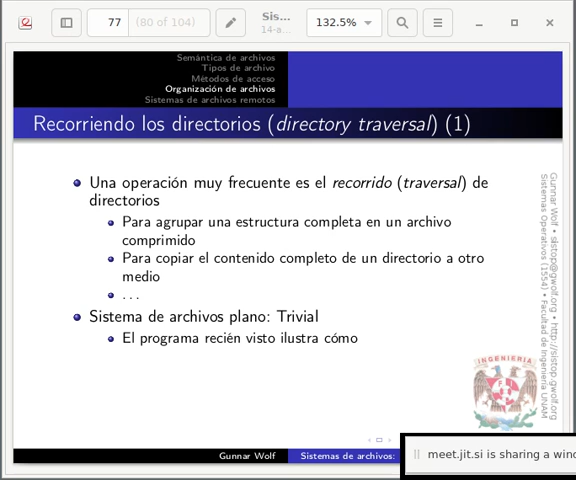 77
(80 of 104)
Sis...
14-a...
132.5%
Semántica de archivos
Tipos de archivo
Métodos de acceso
Organización de archivos
Sistemas de archivos remotos
Recorriendo los directorios (directory traversal) (1)
Una operación muy frecuente es el recorrido (traversal) de
directorios
Para agrupar una estructura completa en un archivo
comprimido
Para copiar el contenido completo de un directorio a otro
medio
...
Sistema de archivos plano: Trivial
El programa recién visto ilustra cómo
Gunnar Wolf • sistop@gwolf.org • http://sistop.gwolf.org
Sistemas Operativos (1554) • Facultad de Ingeniería UNAM
INGENIERIA
Gunnar Wolf
Sistemas de archivos:
meet.jit.si is sharing a wind